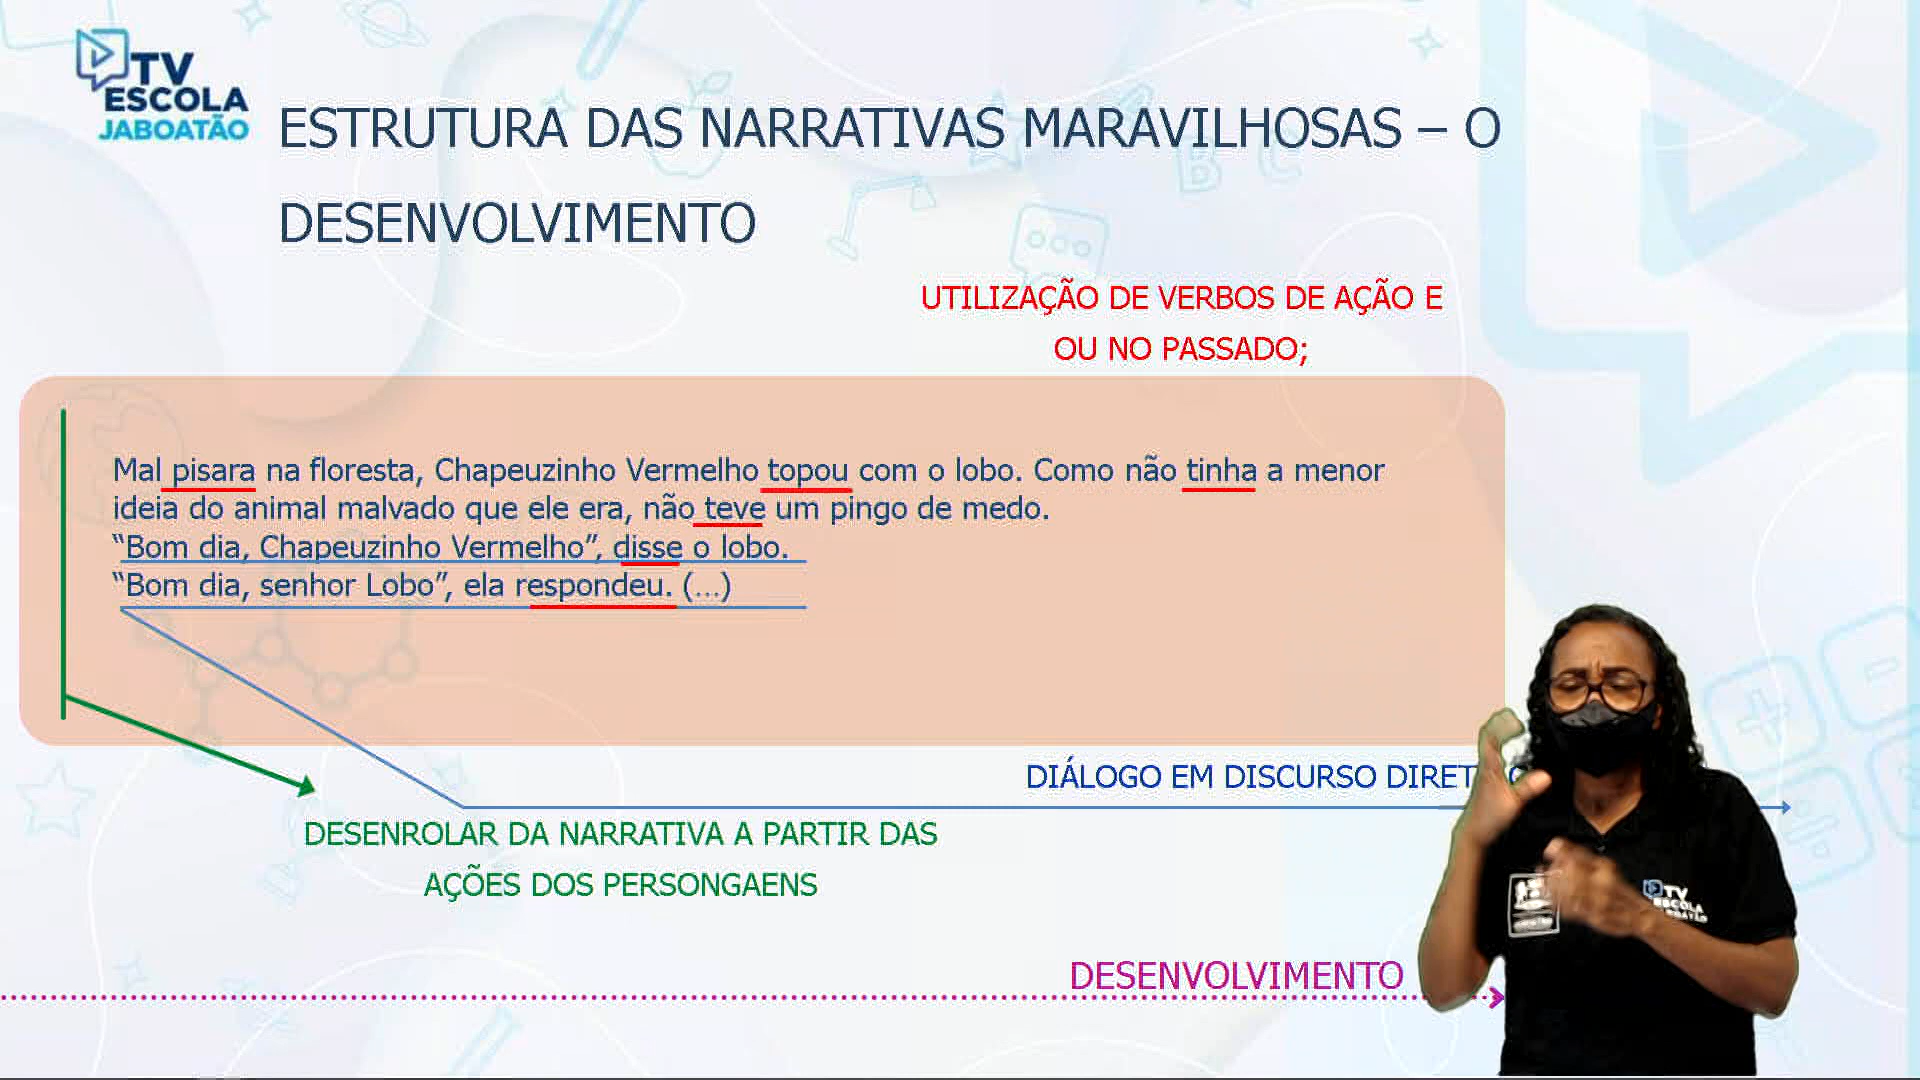 TV
ESCOLA
JABOATÃO
ESTRUTURA DAS NARRATIVAS MARAVILHOSAS – O
DESENVOLVIMENTO
UTILIZAÇÃO DE VERBOS DE AÇÃO E
OU NO PASSADO;
Mal pisara na floresta, Chapeuzinho Vermelho topou com o lobo. Como não tinha a menor
ideia do animal malvado que ele era, não teve um pingo de medo.
“Bom dia, Chapeuzinho Vermelho”, disse o lobo.
“Bom dia, senhor Lobo”, ela respondeu. (...)
DIÁLOGO EM DISCURSO DIRET
DESENROLAR DA NARRATIVA A PARTIR DAS
AÇÕES DOS PERSONGAENS
DESENVOLVIMENTO
TV
ESCOLA